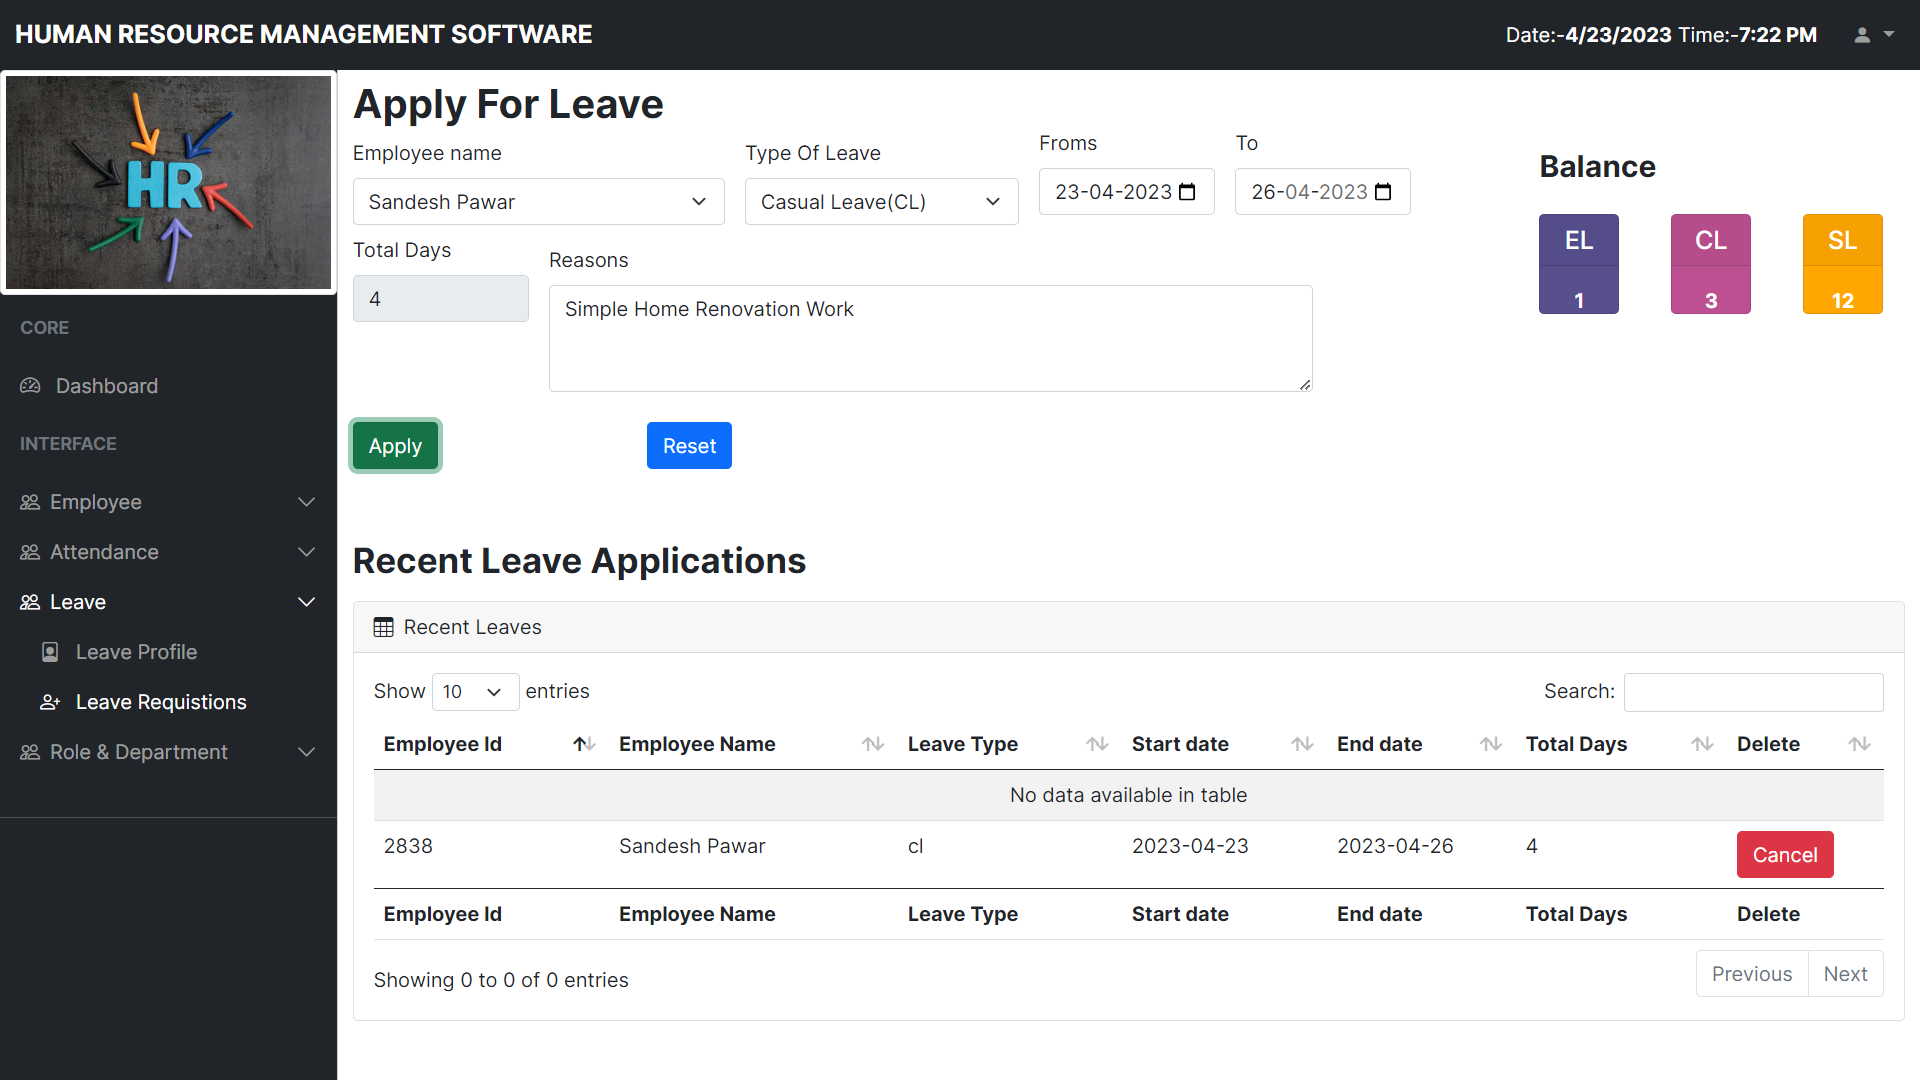 HUMAN RESOURCE MANAGEMENT SOFTWARE
Date:-4/23/2023 Time:-7:22 PM
HR
CORE
Dashboard
INTERFACE
Employee
Attendance
Leave
Leave Profile
Leave Requistions
Role & Department
Apply For Leave
Employee name
Type Of Leave
Froms
To
Sandesh Pawar
Casual Leave(CL)
23-04-2023
26-04-2023
Total Days
Reasons
4
Simple Home Renovation Work
Balance
EL
CL
SL
1
3
12
Apply
Reset
Recent Leave Applications
Recent Leaves
Show 10 entries
Search:
Employee Id Employee Name Leave Type Start date End date Total Days Delete
No data available in table
2838 Sandesh Pawar cl 2023-04-23 2023-04-26 4 Cancel
Employee Id Employee Name Leave Type Start date End date Total Days Delete
Showing 0 to 0 of 0 entries
Previous Next